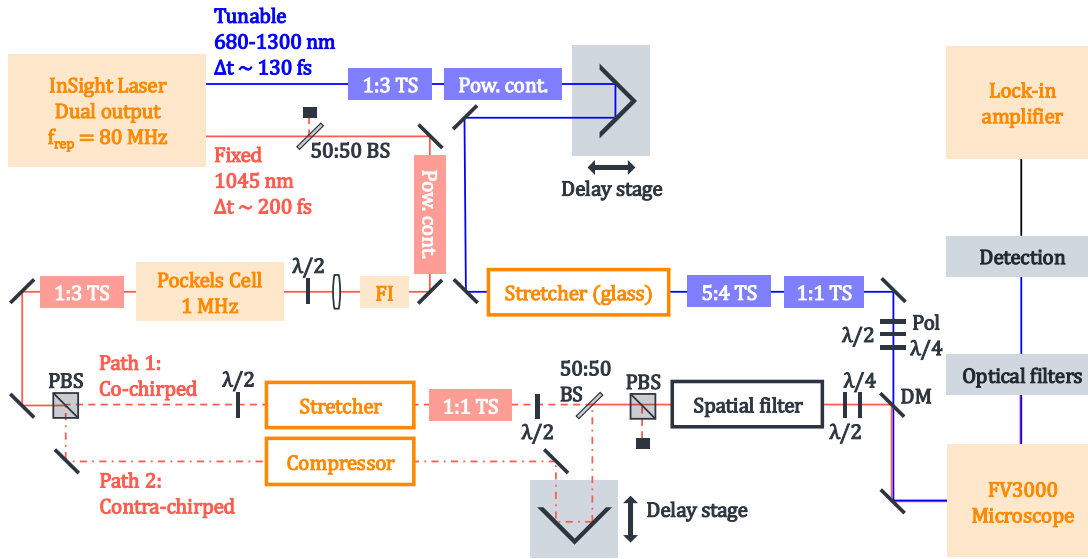 Tunable
680-1300 nm
Δt ~ 130 fs
InSight Laser
Dual output
frep = 80 MHz
1:3 TS
Pow. cont.
Lock-in
amplifier
50:50 BS
Fixed
1045 nm
Δt ~ 200 fs
Pow. cont.
Delay stage
Detection
1:3 TS
Pockels Cell
1 MHz
λ/2
FI
Stretcher (glass)
5:4 TS
1:1 TS
Pol
λ/2
λ/4
Optical filters
PBS
Path 1:
Co-chirped
λ/2
Stretcher
1:1 TS
λ/2
50:50
BS
PBS
Spatial filter
λ/4
λ/2
DM
Compressor
Path 2:
Contra-chirped
Delay stage
FV3000
Microscope